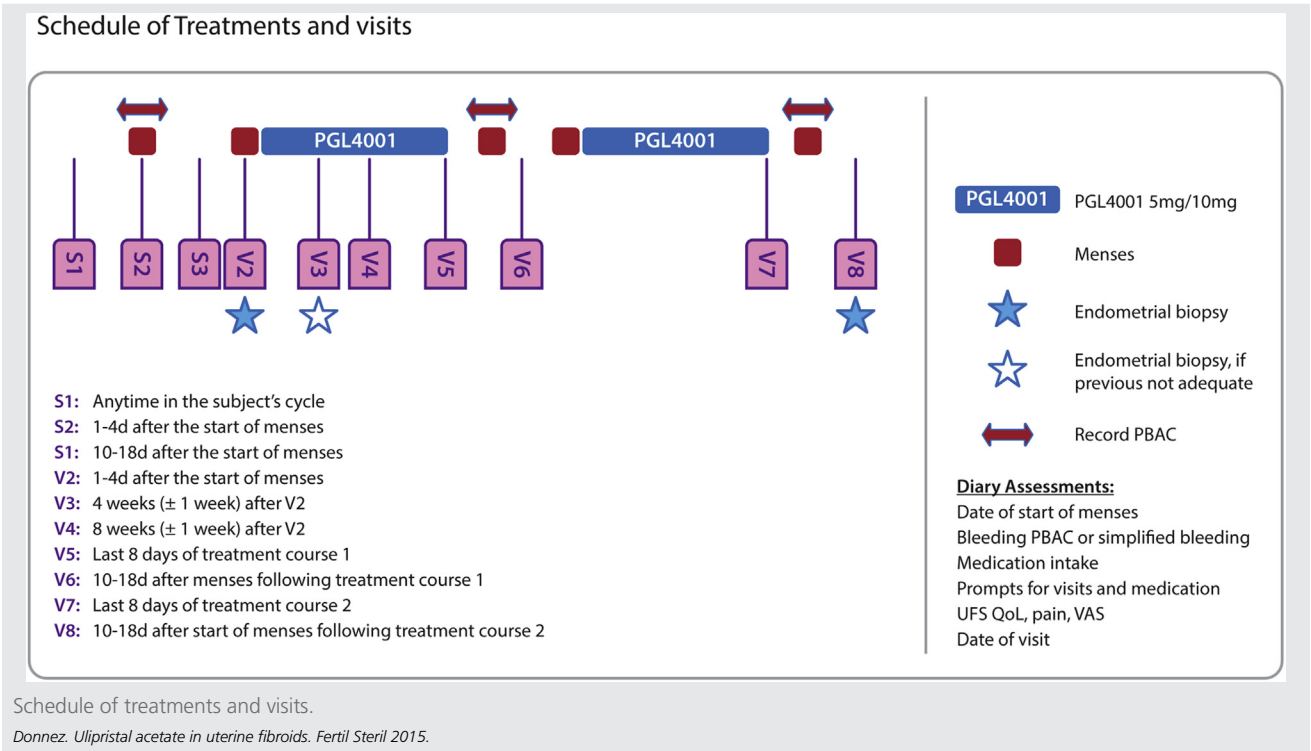 Schedule of Treatments and visits
PGL4001
PGL4001
S1
S2
S3
V2
V3
V4
V5
V6
V7
V8
S1: Anytime in the subject's cycle
S2: 1-4d after the start of menses
S1: 10-18d after the start of menses
V2: 1-4d after the start of menses
V3: 4 weeks (± 1 week) after V2
V4: 8 weeks (± 1 week) after V2
V5: Last 8 days of treatment course 1
V6: 10-18d after menses following treatment course 1
V7: Last 8 days of treatment course 2
V8: 10-18d after start of menses following treatment course 2
PGL4001 PGL4001 5mg/10mg
Menses
Endometrial biopsy
Endometrial biopsy, if
previous not adequate
Record PBAC
Diary Assessments:
Date of start of menses
Bleeding PBAC or simplified bleeding
Medication intake
Prompts for visits and medication
UFS QoL, pain, VAS
Date of visit
Schedule of treatments and visits.
Donnez. Ulipristal acetate in uterine fibroids. Fertil Steril 2015.